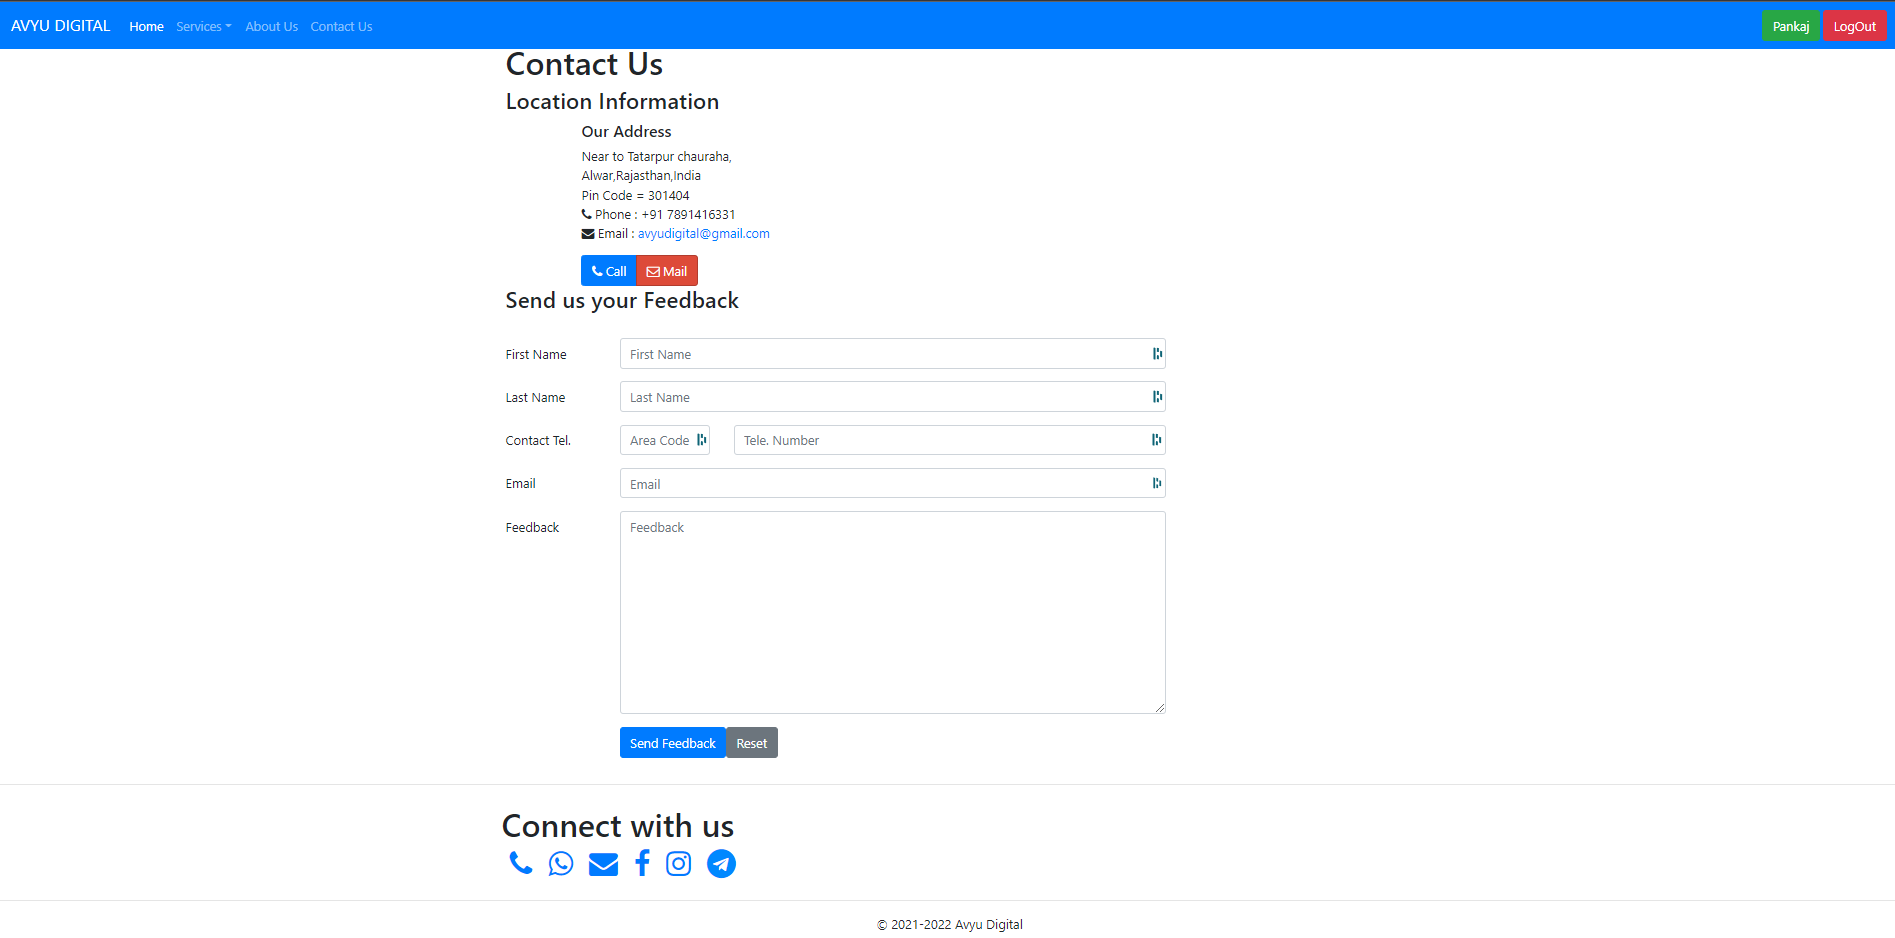 AVYU DIGITAL Home Services About Us Contact Us Pankaj LogOut
Contact Us
Location Information
Our Address
Near to Tatarpur chauraha,
Alwar,Rajasthan,India
Pin Code = 301404
Phone : +91 7891416331
Email : avyudigital@gmail.com
Call Mail
Send us your Feedback
First Name First Name
Last Name Last Name
Contact Tel. Area Code Tele. Number
Email Email
Feedback Feedback
Send Feedback Reset
Connect with us
© 2021-2022 Avyu Digital